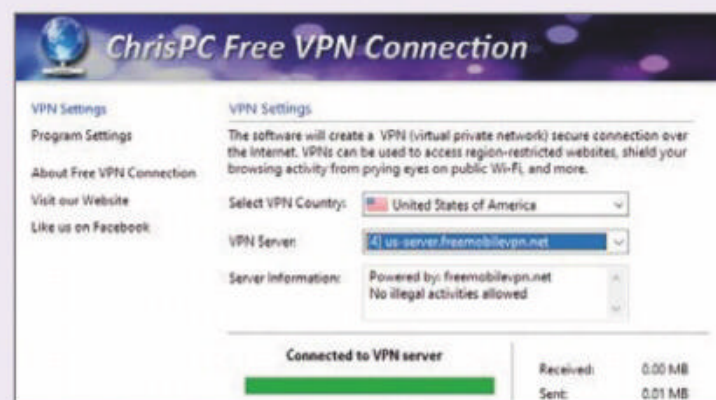 ChrisPC Free VPN Connection
VPN Settings
Program Settings
About Free VPN Connection
Visit our Website
Like us on Facebook
VPN Settings
The software will create a VPN (virtual private network) secure connection over
the Internet. VPNs can be used to access region-restricted websites, shield your
browsing activity from prying eyes on public Wi-Fi, and more.
Select VPN Country: United States of America
VPN Server: [4] us-server.freemobilevpn.net
Server Information: Powered by: freemobilevpn.net
No illegal activities allowed
Connected to VPN server
Received: 0.00 MB
Sent: 0.01 MB